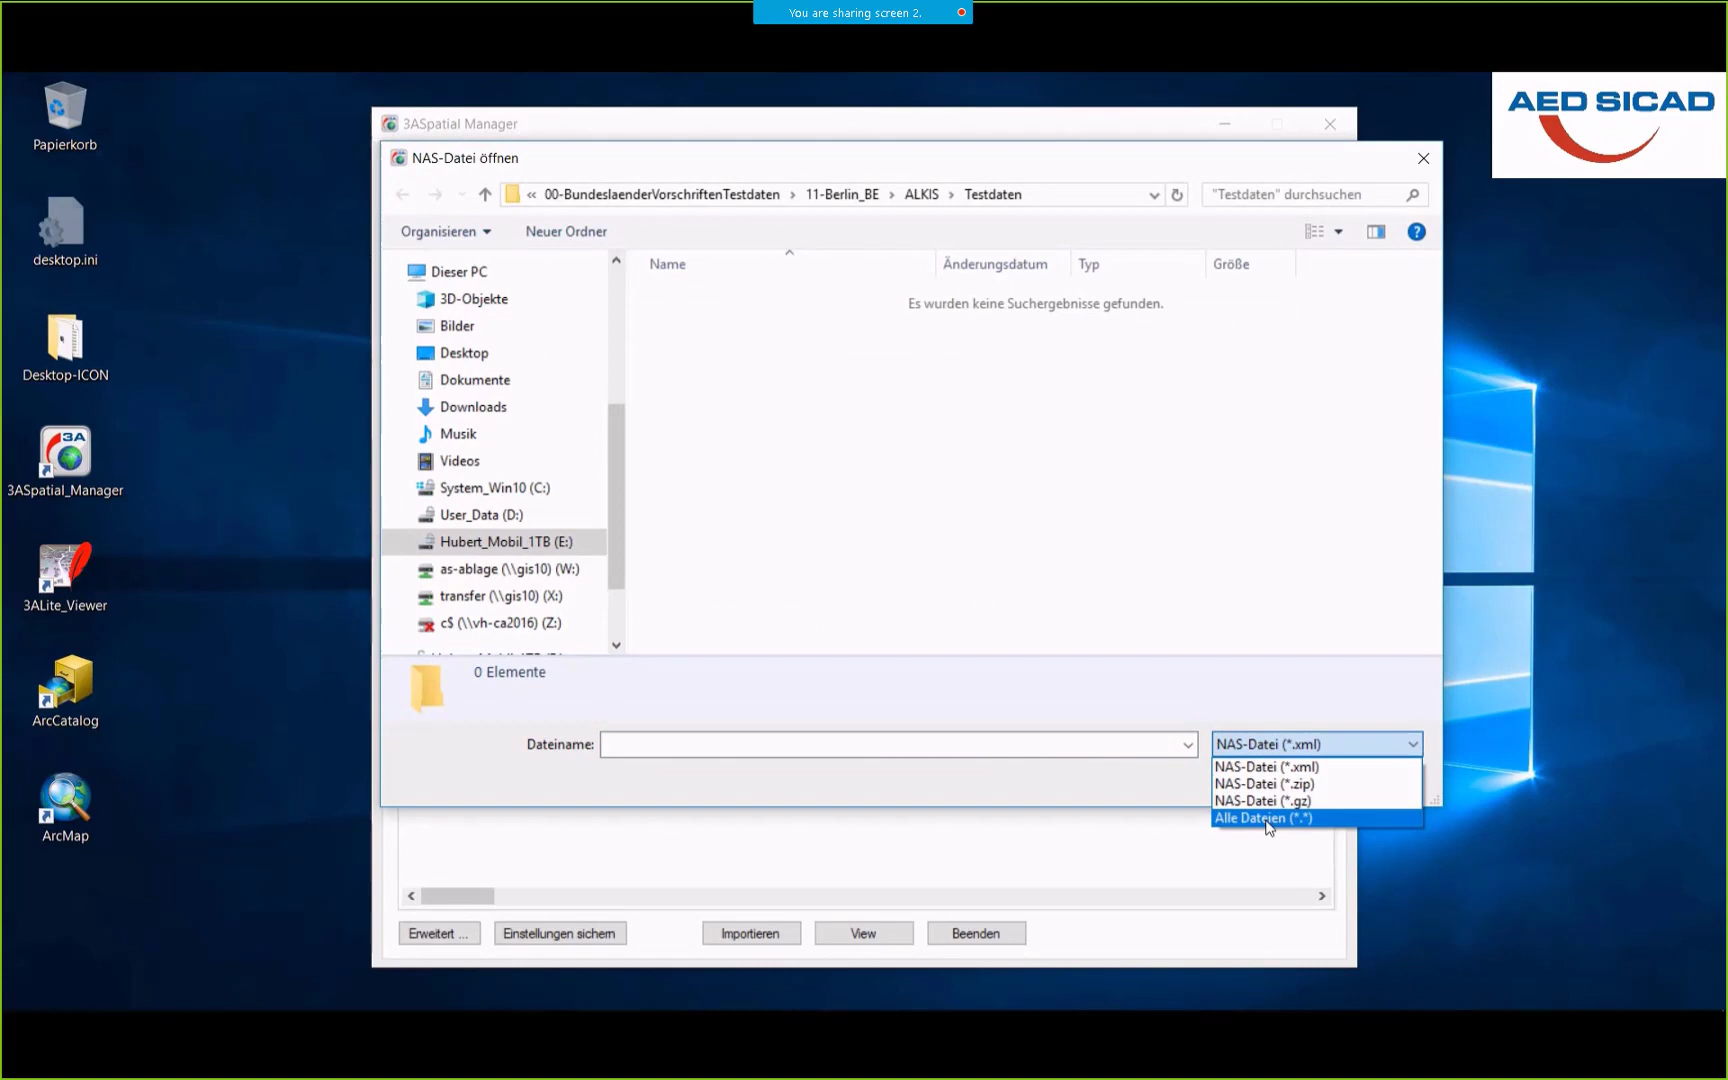 You are sharing screen 2.
AED SICAD
Papierkorb
desktop.ini
Desktop-ICON
3A
3ASpatial_Manager
3ALite_Viewer
ArcCatalog
ArcMap
3ASpatial Manager
NAS-Datei öffnen
« 00-BundeslaenderVorschriftenTestdaten › 11-Berlin_BE › ALKIS › Testdaten
"Testdaten" durchsuchen
Organisieren
Neuer Ordner
Name
Änderungsdatum
Typ
Größe
Es wurden keine Suchergebnisse gefunden.
Dieser PC
3D-Objekte
Bilder
Desktop
Dokumente
Downloads
Musik
Videos
System_Win10 (C:)
User_Data (D:)
Hubert_Mobil_1TB (E:)
as-ablage (\\gis10) (W:)
transfer (\\gis10) (X:)
c$ (\\vh-ca2016) (Z:)
0 Elemente
Dateiname:
NAS-Datei (*.xml)
NAS-Datei (*.xml)
NAS-Datei (*.zip)
NAS-Datei (*.gz)
Alle Dateien (*.*)
Erweitert ...
Einstellungen sichern
Importieren
View
Beenden